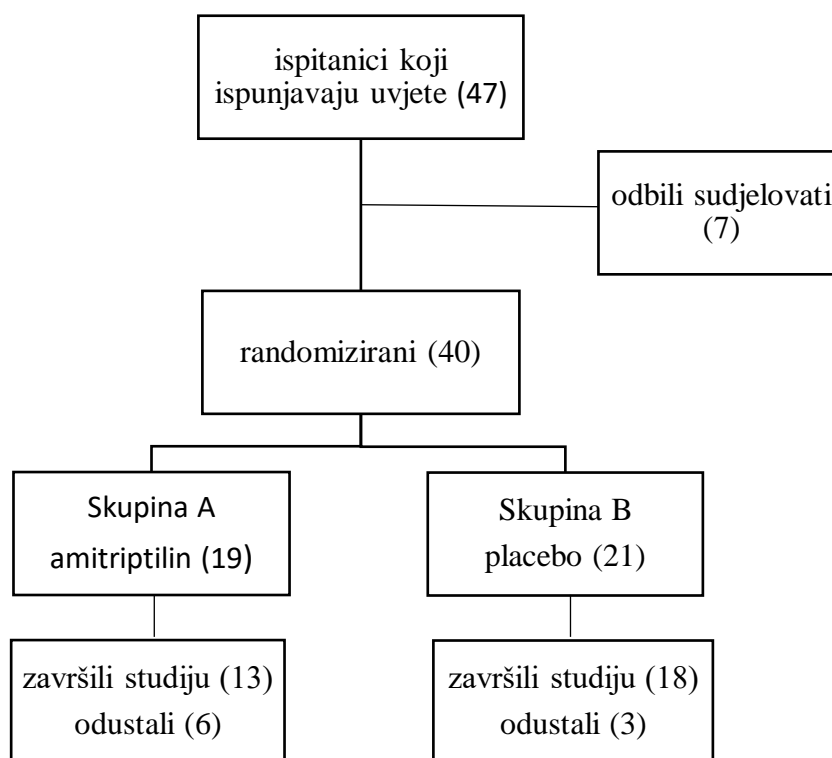 ispitanici koji
ispunjavaju uvjete (47)
odbili sudjelovati
(7)
randomizirani (40)
Skupina A
amitriptilin (19)
Skupina B
placebo (21)
završili studiju (13)
odustali (6)
završili studiju (18)
odustali (3)